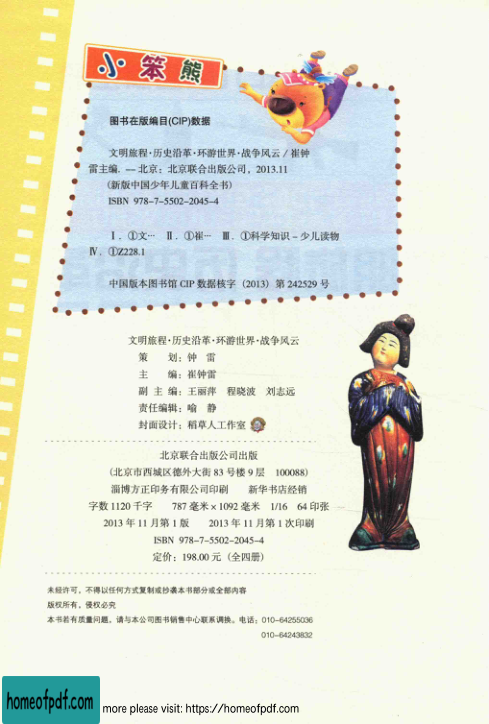 小笨熊
图书在版编目(CIP)数据
文明旅程·历史沿革·环游世界·战争风云/崔钟
雷主编. — 北京: 北京联合出版公司, 2013.11
(新版中国少年儿童百科全书)
ISBN 978-7-5502-2045-4
Ⅰ. ①文… Ⅱ. ①崔… Ⅲ. ①科学知识-少儿读物
Ⅳ. ①Z228.1
中国版本图书馆 CIP 数据核字 (2013) 第 242529 号
文明旅程·历史沿革·环游世界·战争风云
策 划: 钟 雷
主 编: 崔钟雷
副 主 编: 王丽萍 程晓波 刘志远
责任编辑: 喻 静
封面设计: 稻草人工作室
北京联合出版公司出版
(北京市西城区德外大街 83 号楼 9 层 100088)
淄博方正印务有限公司印刷 新华书店经销
字数 1120 千字 787 毫米×1092 毫米 1/16 64 印张
2013 年 11 月第 1 版 2013 年 11 月第 1 次印刷
ISBN 978-7-5502-2045-4
定价: 198.00 元 (全四册)
未经许可, 不得以任何方式复制或抄袭本书部分或全部内容
版权所有, 侵权必究
本书若有质量问题, 请与本公司图书销售中心联系调换。电话: 010-64255036
010-64243832
homeofpdf.com more please visit: https://homeofpdf.com